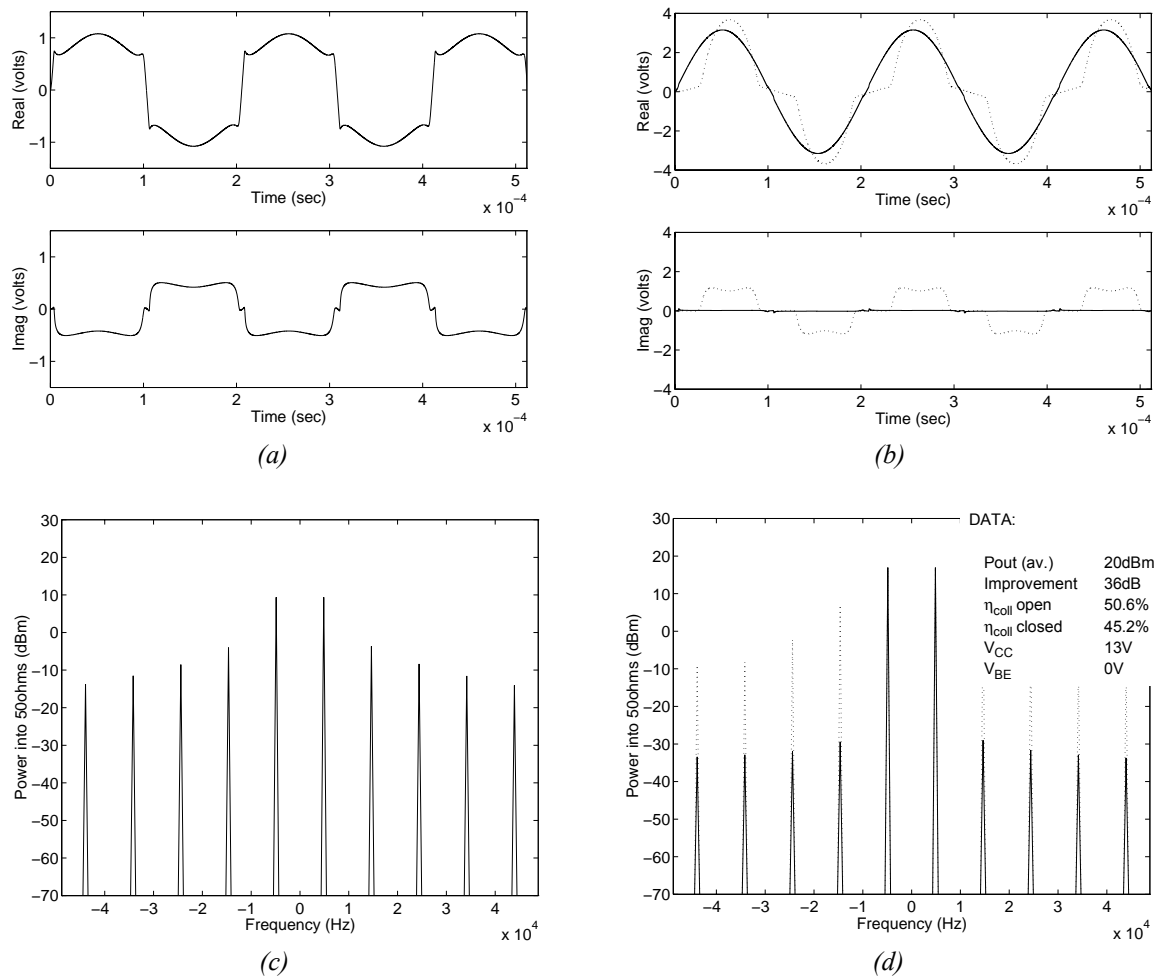 Real (volts)
1
0
−1
0 1 2 3 4 5
Time (sec)
x 10−4
Imag (volts)
1
0
−1
0 1 2 3 4 5
Time (sec)
x 10−4
(a)
Real (volts)
4
2
0
−2
−4
0 1 2 3 4 5
Time (sec)
x 10−4
Imag (volts)
4
2
0
−2
−4
0 1 2 3 4 5
Time (sec)
x 10−4
(b)
Power into 50ohms (dBm)
30
20
10
0
−10
−20
−30
−40
−50
−60
−70
−4 −3 −2 −1 0 1 2 3 4
Frequency (Hz)
x 10 4
(c)
Power into 50ohms (dBm)
30
20
10
0
−10
−20
−30
−40
−50
−60
−70
DATA:
Pout (av.) 20dBm
Improvement 36dB
ηcoll open 50.6%
ηcoll closed 45.2%
VCC 13V
VBE 0V
−4 −3 −2 −1 0 1 2 3 4
Frequency (Hz)
x 10 4
(d)